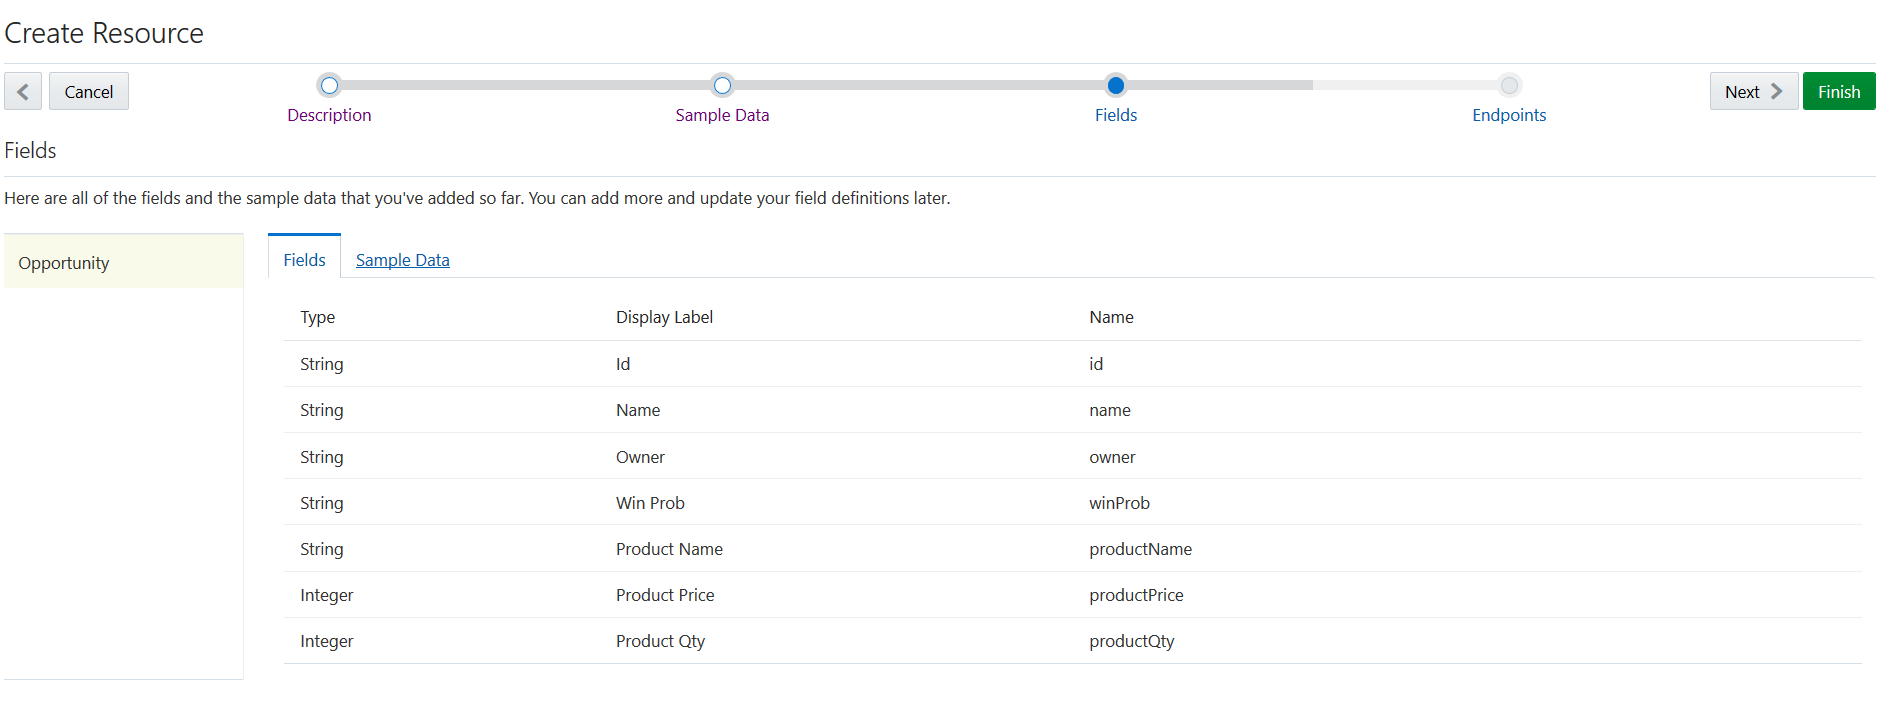 Create Resource
Cancel
Description
Sample Data
Fields
Endpoints
Next
Finish
Fields
Here are all of the fields and the sample data that you've added so far. You can add more and update your field definitions later.
Opportunity
Fields Sample Data
Type Display Label Name
String Id id
String Name name
String Owner owner
String Win Prob winProb
String Product Name productName
Integer Product Price productPrice
Integer Product Qty productQty